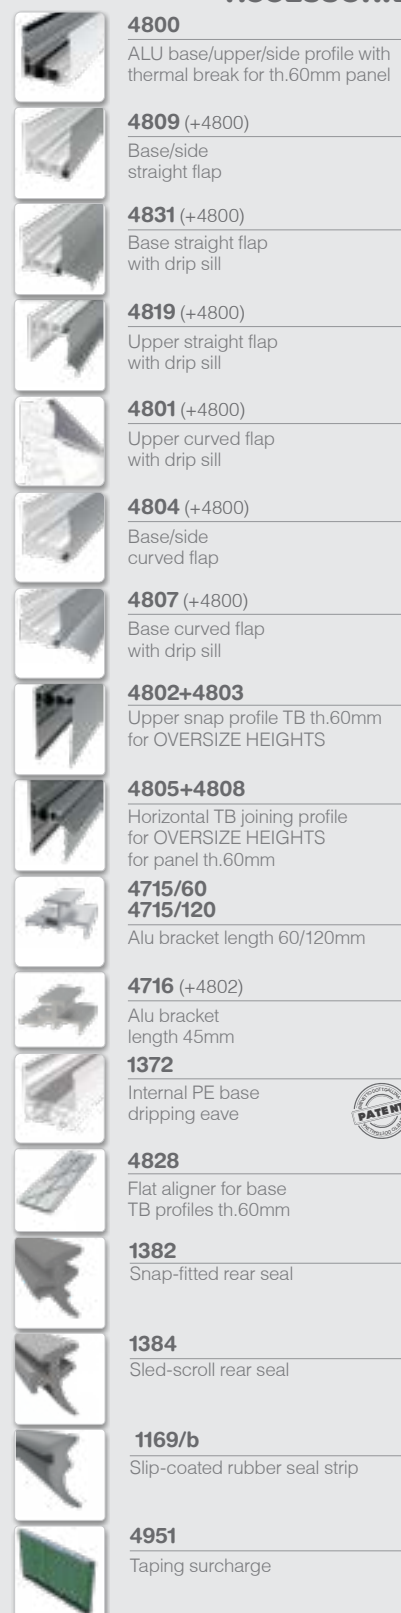 4800
ALU base/upper/side profile with
thermal break for th.60mm panel
4809 (+4800)
Base/side
straight flap
4831 (+4800)
Base straight flap
with drip sill
4819 (+4800)
Upper straight flap
with drip sill
4801 (+4800)
Upper curved flap
with drip sill
4804 (+4800)
Base/side
curved flap
4807 (+4800)
Base curved flap
with drip sill
4802+4803
Upper snap profile TB th.60mm
for OVERSIZE HEIGHTS
4805+4808
Horizontal TB joining profile
for OVERSIZE HEIGHTS
for panel th.60mm
4715/60
4715/120
Alu bracket length 60/120mm
4716 (+4802)
Alu bracket
length 45mm
1372
Internal PE base
dripping eave
PATENT
4828
Flat aligner for base
TB profiles th.60mm
1382
Snap-fitted rear seal
1384
Sled-scroll rear seal
1169/b
Slip-coated rubber seal strip
4951
Taping surcharge